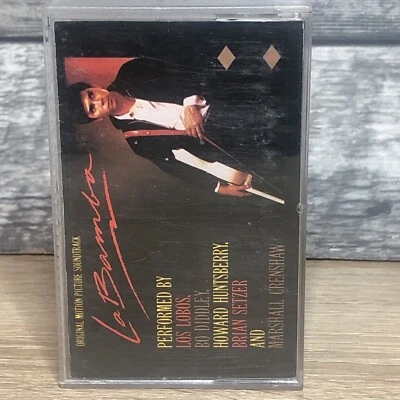 ORIGINAL MOTION PICTURE SOUNDTRACK
La Bamba
PERFORMED BY
LOS LOBOS,
BO DIDDLEY,
HOWARD HUNTSBERRY,
BRIAN SETZER
AND
MARSHALL CRENSHAW